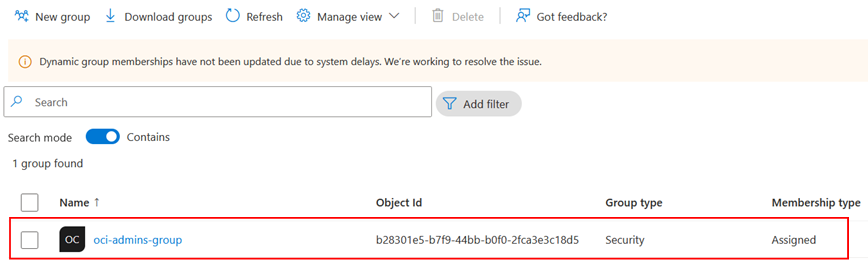 New group Download groups Refresh Manage view Delete Got feedback?
Dynamic group memberships have not been updated due to system delays. We're working to resolve the issue.
Search Add filter
Search mode Contains
1 group found
Name ↑ Object Id Group type Membership type
OC oci-admins-group b28301e5-b7f9-44bb-b0f0-2fca3e3c18d5 Security Assigned